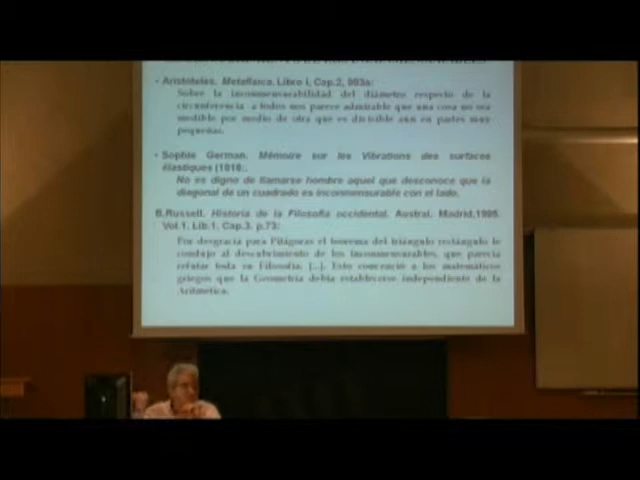 • Aristóteles. Metafísica. Libro I, Cap.2, 983a:
Sobre la inconmensurabilidad del diámetro respecto de la
circunferencia a todos nos parece admirable que una cosa no sea
medible por medio de otra que es divisible aun en partes muy
pequeñas.
• Sophie German. Mémoire sur les Vibrations des surfaces
élastiques (1816:.
No es digno de llamarse hombre aquel que desconoce que la
diagonal de un cuadrado es inconmensurable con el lado.
B.Russell. Historia de la Filosofía occidental. Austral. Madrid,1995.
Vol.1. Lib.1. Cap.3. p.73:
Por desgracia para Pitágoras el teorema del triángulo rectángulo le
condujo al descubrimiento de los inconmensurables, que parecía
refutar toda su Filosofía. [...]. Esto convenció a los matemáticos
griegos que la Geometría debía establecerse independiente de la
Aritmética.